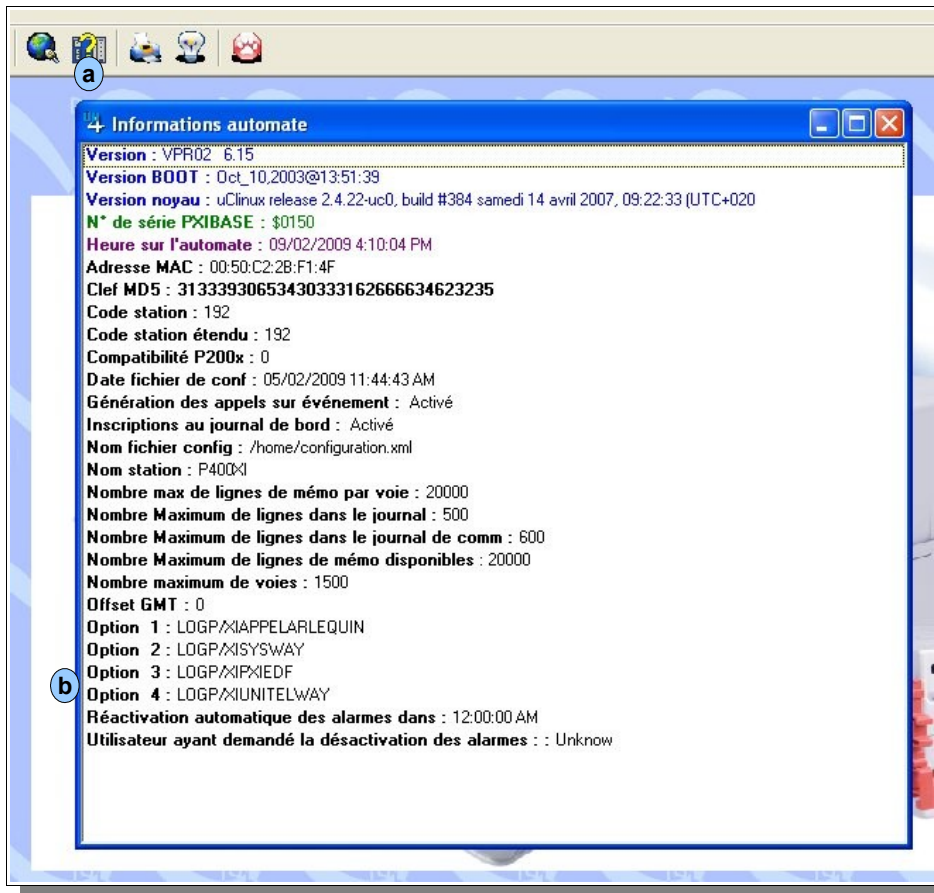 a
Informations automate
Version : VPR02 6.15
Version BOOT : Oct_10,2003@13:51:39
Version noyau : uClinux release 2.4.22-uc0, build #384 samedi 14 avril 2007, 09:22:33 (UTC+020
N° de série PXIBASE : $0150
Heure sur l'automate : 09/02/2009 4:10:04 PM
Adresse MAC : 00:50:C2:2B:F1:4F
Clef MD5 : 31333930653430333162666634623235
Code station : 192
Code station étendu : 192
Compatibilité P200x : 0
Date fichier de conf : 05/02/2009 11:44:43 AM
Génération des appels sur événement : Activé
Inscriptions au journal de bord : Activé
Nom fichier config : /home/configuration.xml
Nom station : P400XI
Nombre max de lignes de mémo par voie : 20000
Nombre Maximum de lignes dans le journal : 500
Nombre Maximum de lignes dans le journal de comm : 600
Nombre Maximum de lignes de mémo disponibles : 20000
Nombre maximum de voies : 1500
Offset GMT : 0
Option 1 : LOGP/XIAPPELARLEQUIN
Option 2 : LOGP/XISYSWAY
Option 3 : LOGP/XIPXIEDF
b
Option 4 : LOGP/XIUNITELWAY
Réactivation automatique des alarmes dans : 12:00:00 AM
Utilisateur ayant demandé la désactivation des alarmes : : Unknow